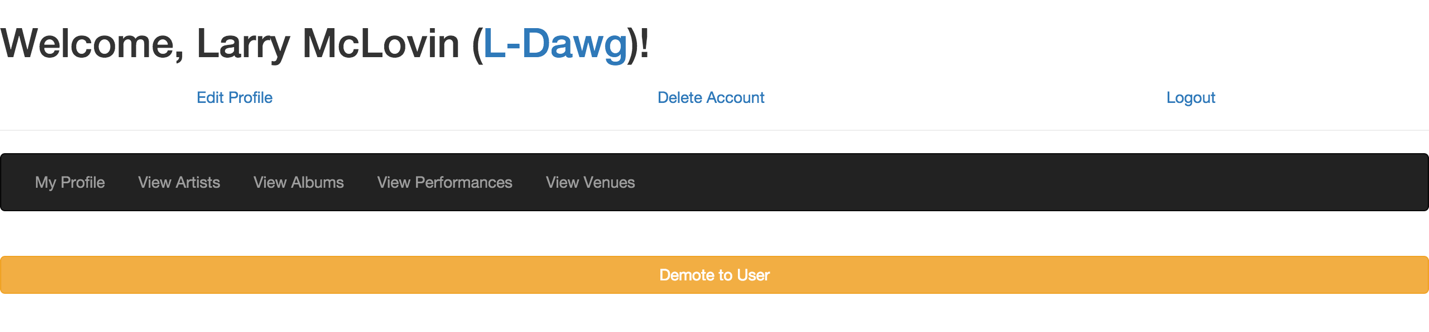 Welcome, Larry McLovin (L-Dawg)!
Edit Profile Delete Account Logout
My Profile View Artists View Albums View Performances View Venues
Demote to User